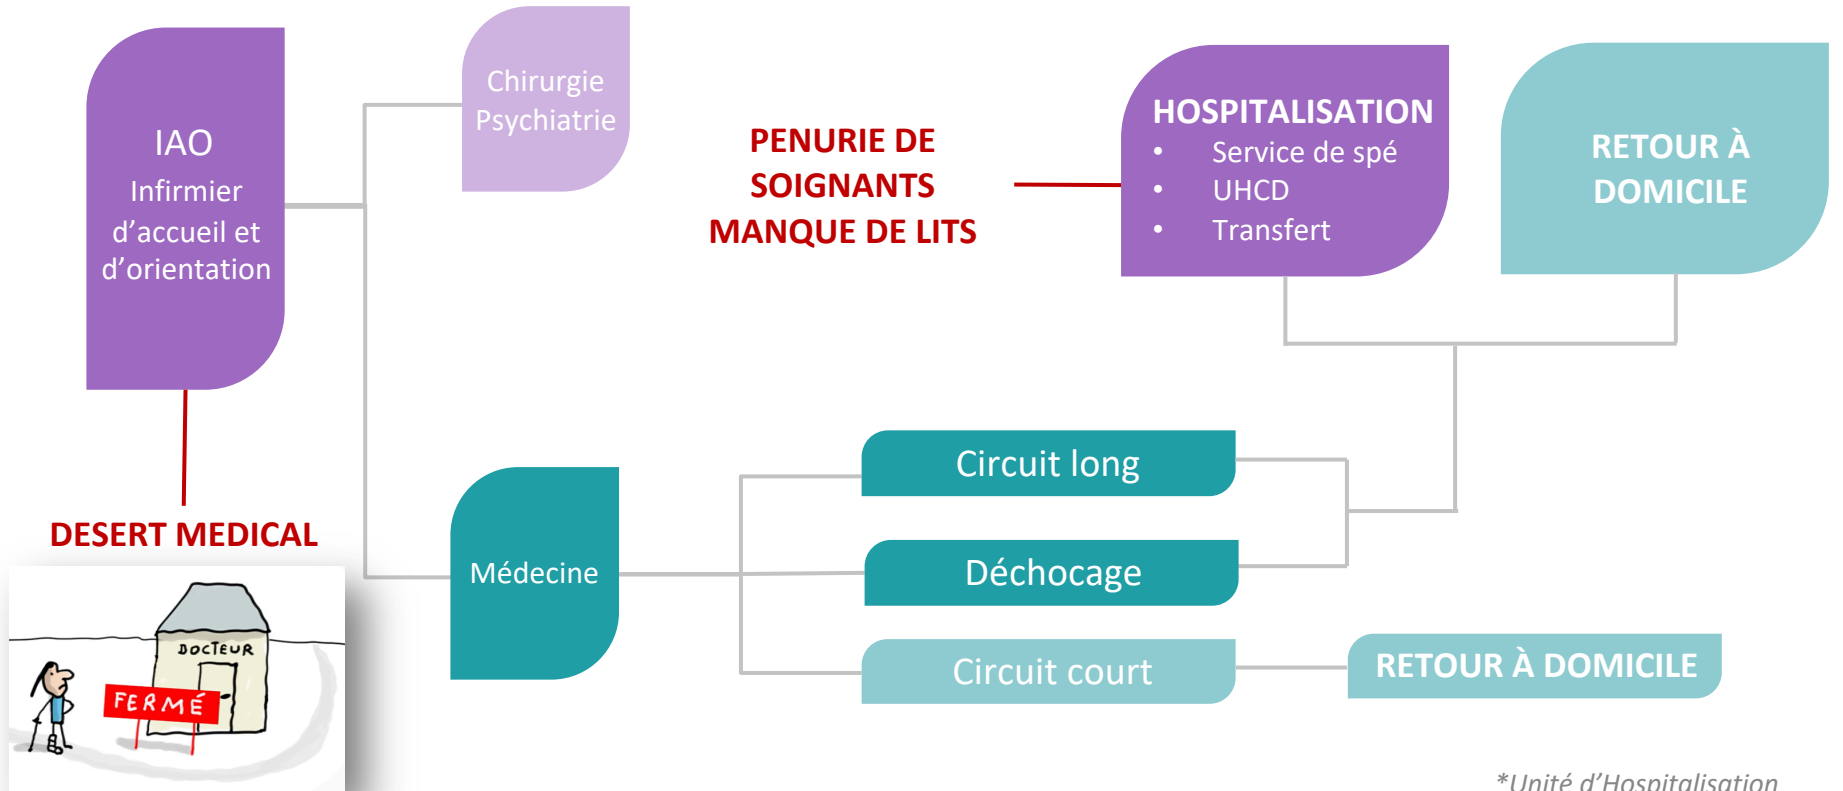 IAO
Infirmier
d’accueil et
d’orientation
Chirurgie
Psychiatrie
PENURIE DE
SOIGNANTS
MANQUE DE LITS
HOSPITALISATION
• Service de spé
• UHCD
• Transfert
RETOUR À
DOMICILE
DESERT MEDICAL
DOCTEUR
FERMÉ
Médecine
Circuit long
Déchocage
Circuit court
RETOUR À DOMICILE
*Unité d’Hospitalisation